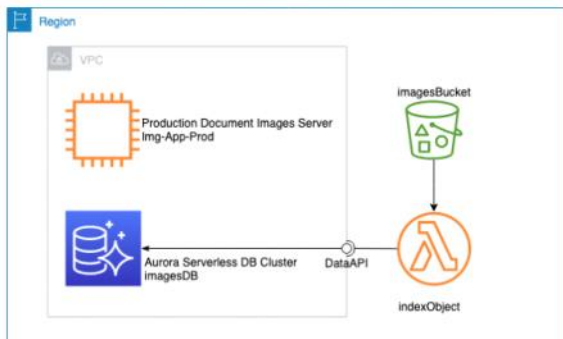 Region
VPC
Production Document Images Server
Img-App-Prod
imagesBucket
Aurora Serverless DB Cluster
imagesDB
DataAPI
indexObject